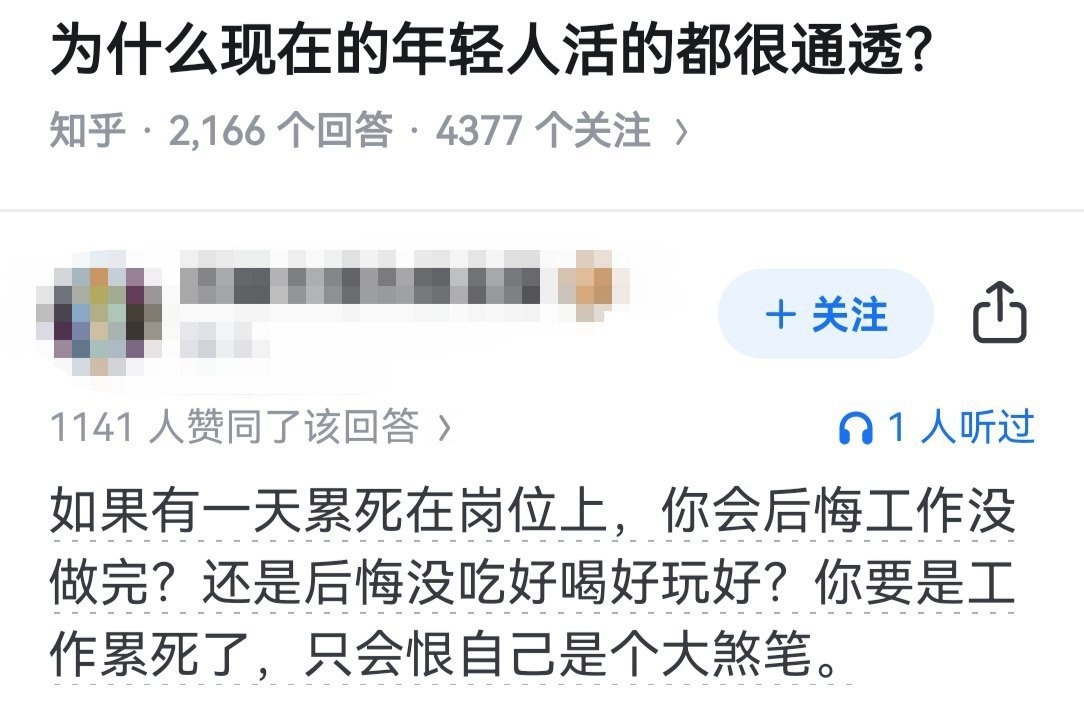 为什么现在的年轻人活的都很通透？
知乎 · 2,166 个回答 · 4377 个关注 >
+ 关注
1141 人赞同了该回答 >
1 人听过
如果有一天累死在岗位上，你会后悔工作没
做完？还是后悔没吃好喝好玩好？你要是工
作累死了，只会恨自己是个大煞笔。